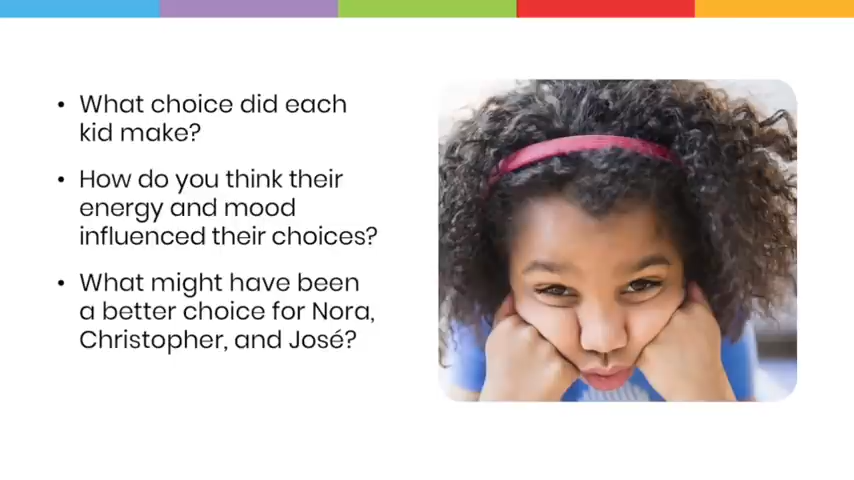 • What choice did each
kid make?
• How do you think their
energy and mood
influenced their choices?
• What might have been
a better choice for Nora,
Christopher, and José?